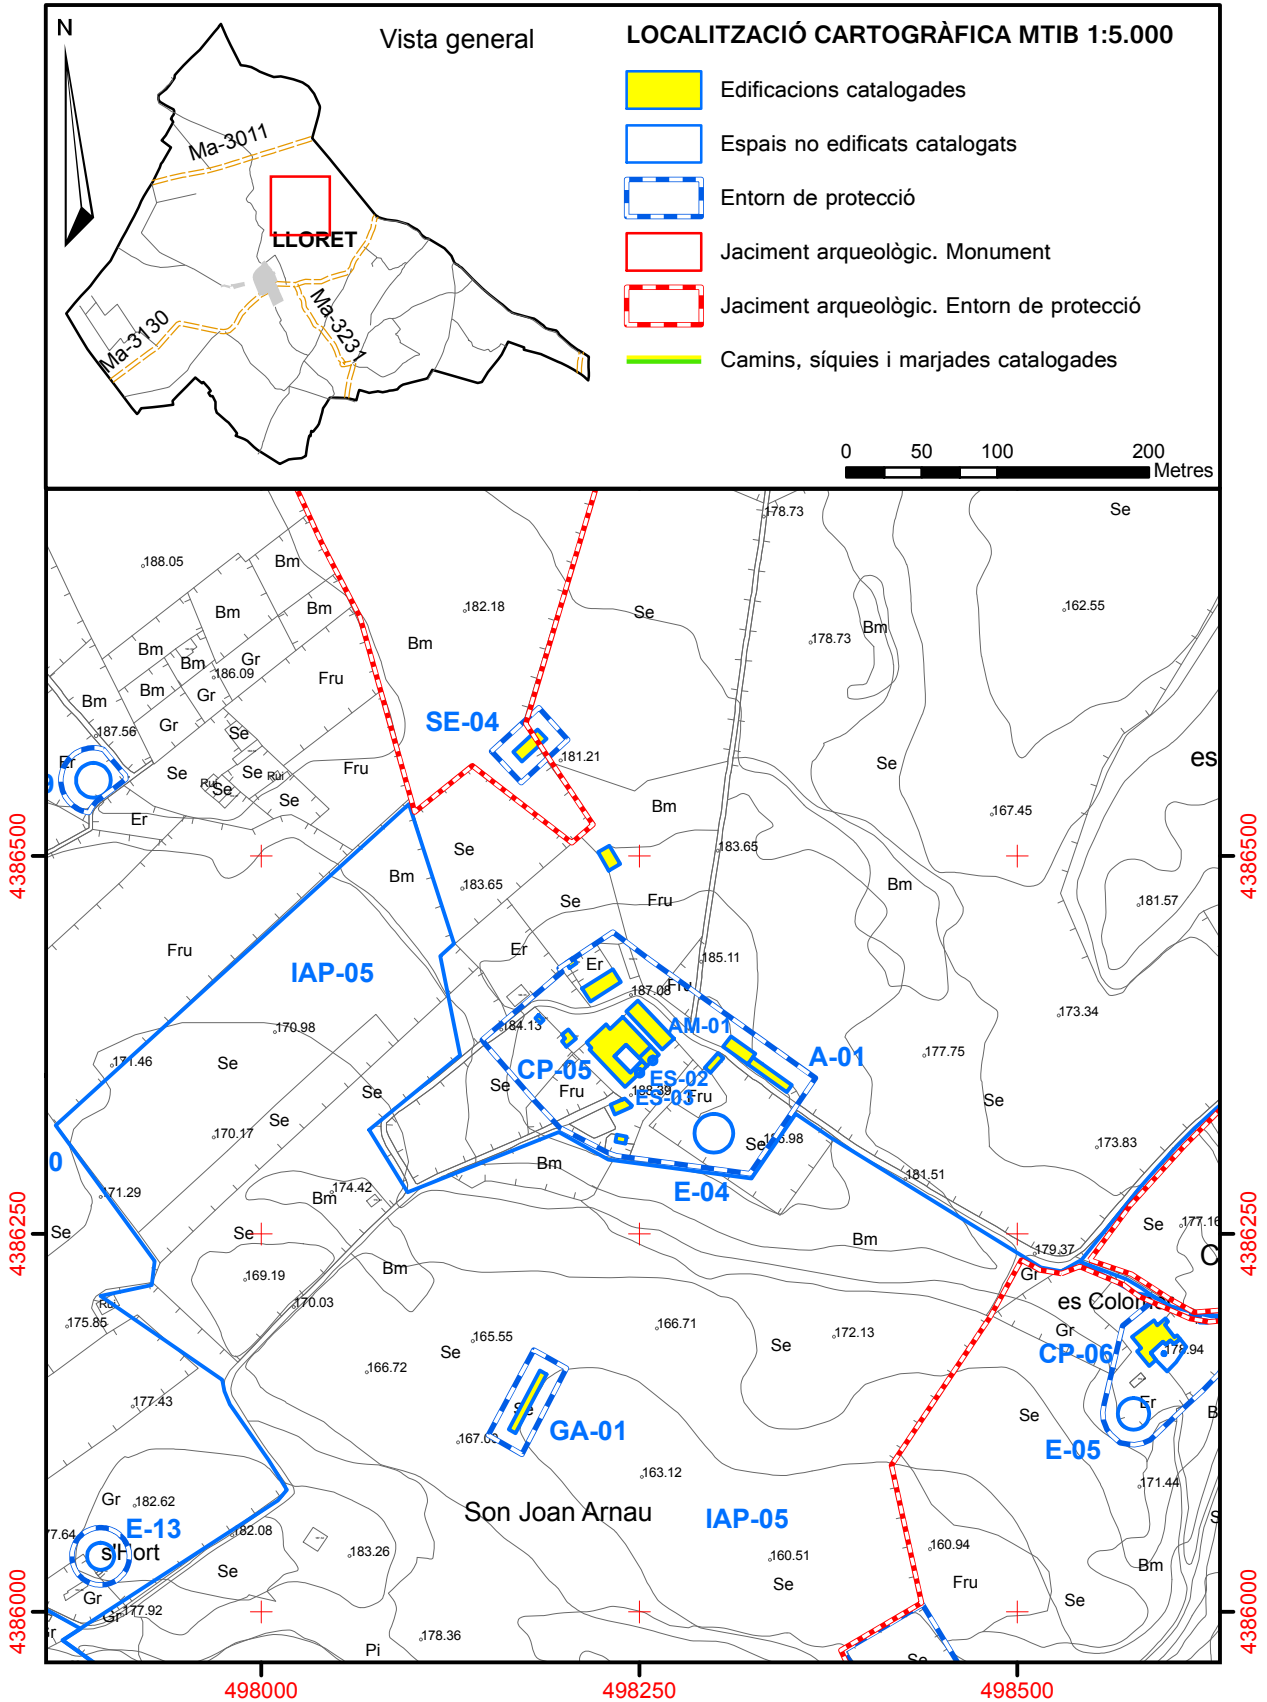 N
Vista general
LOCALITZACIÓ CARTOGRÀFICA MTIB 1:5.000
Edificacions catalogades
Espais no edificats catalogats
Entorn de protecció
Jaciment arqueològic. Monument
Jaciment arqueològic. Entorn de protecció
Camins, síquies i marjades catalogades
Ma-3011
LLORET
Ma-3130
Ma-3231
0 50 100 200
Metres
178.73
Se
188.05
Bm
Bm
Bm
182.18
Se
162.55
Bm
178.73
Bm
Bm
Bm
Gr
186.09
Fru
Bm
Bm
Gr
SE-04
187.56
Gr
Se
Er
Se
Se
Fru
181.21
Se
es
Se
Se
Er
Bm
167.45
4386500
Se
183.65
4386500
Bm
183.65
Bm
Se
Fru
181.57
Fru
Er
Er
185.11
IAP-05
187.08
Fru
173.34
170.98
184.13
AM-01
171.46
Se
CP-05
177.75
A-01
ES-02
Se
Se
Fru
188.39
Fru
ES-03
Se
Se
170.17
Se
173.83
0
Bm
171.29
174.42
Bm
E-04
181.51
Se
Se
Bm
Se
177.16
4386250
4386250
179.37
C
169.19
Bm
Gr
170.03
es Colom
175.85
165.55
166.71
172.13
Gr
Se
Se
CP-06
178.94
166.72
177.43
Er
GA-01
Se
B
E-05
163.12
171.44
182.62
Gr
Son Joan Arnau
IAP-05
E-13
182.08
s'Hort
183.26
160.51
160.94
Bm
Se
Se
Fru
Gr
Se
177.92
Gr
4386000
4386000
178.36
Pi
Se
498000
498250
498500